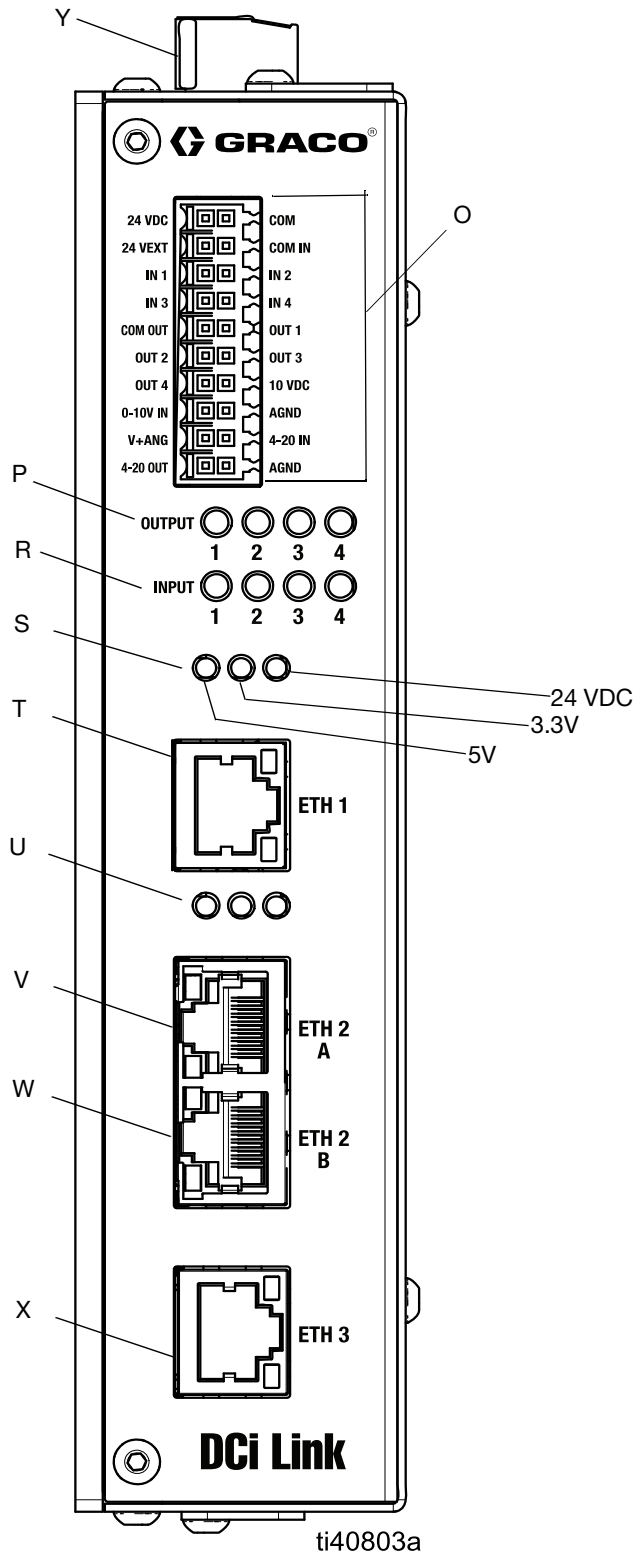 Y
GRACO®
24 VDC COM
O
24 VEXT COM IN
IN 1 IN 2
IN 3 IN 4
COM OUT OUT 1
OUT 2 OUT 3
OUT 4 10 VDC
0-10V IN AGND
V+ANG 4-20 IN
4-20 OUT AGND
P
OUTPUT
1 2 3 4
R
INPUT
1 2 3 4
S
24 VDC
3.3V
5V
T
ETH 1
U
V
ETH 2
A
W
ETH 2
B
X
ETH 3
DCi Link
ti40803a